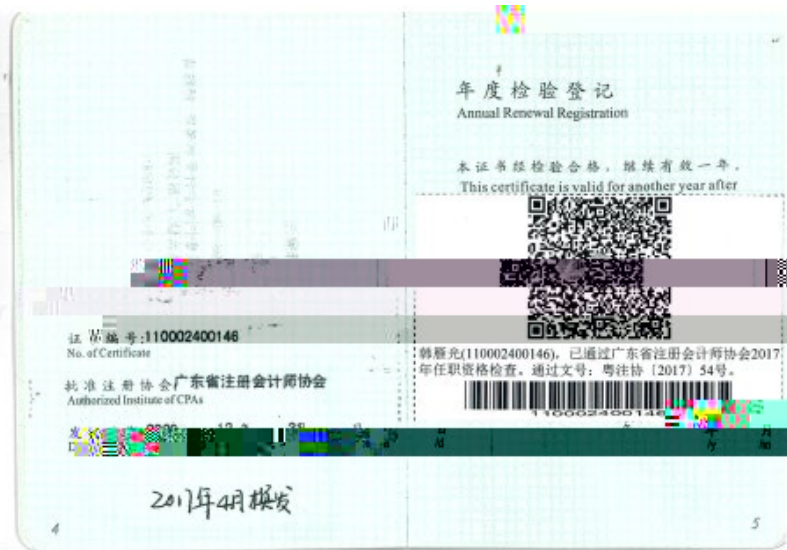 证 编号:110002400146
No. of Certificate
批准注册协会广东省注册会计师协会
Authorized Institute of CPAs
发
2017年4月换发
4
年度检验登记
Annual Renewal Registration
本证书经检验合格，继续有效一年。
This certificate is valid for another year after
韩雁光(110002400146)，已通过广东省注册会计师协会2017
年任职资格检查。通过文号：粤注协〔2017〕54号。
110002400146
5